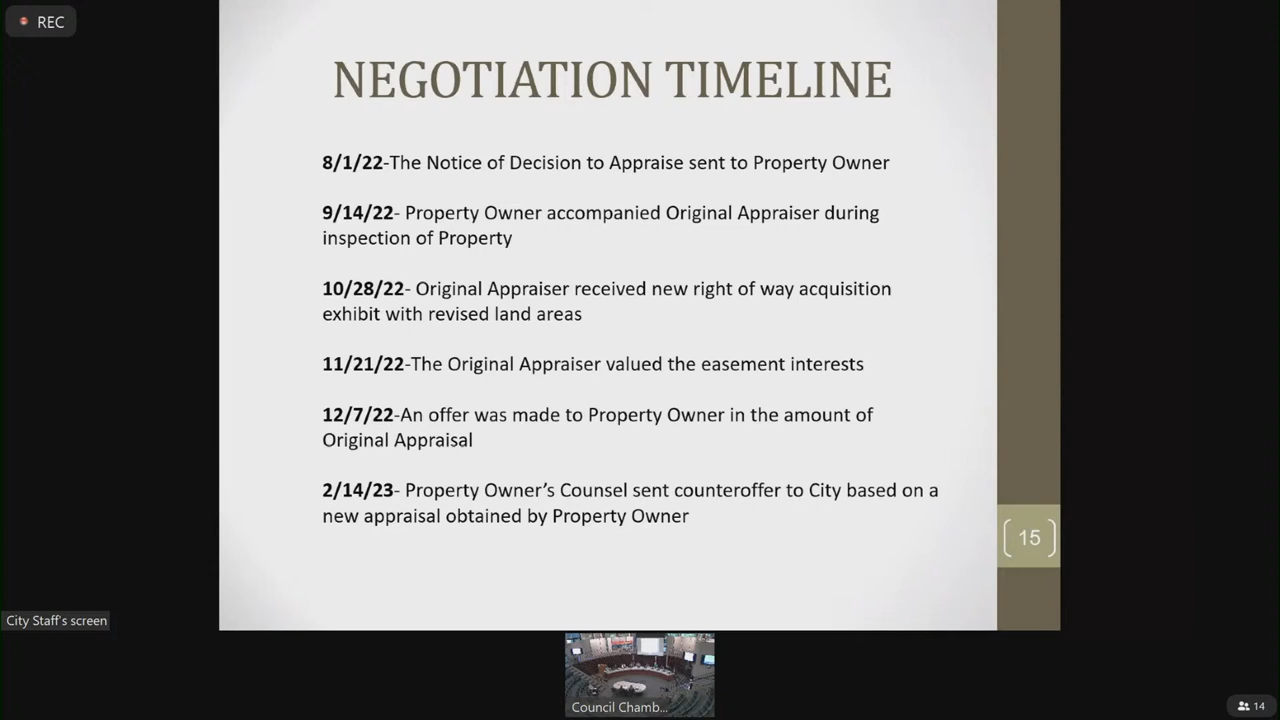 REC
NEGOTIATION TIMELINE
8/1/22-The Notice of Decision to Appraise sent to Property Owner
9/14/22- Property Owner accompanied Original Appraiser during
inspection of Property
10/28/22- Original Appraiser received new right of way acquisition
exhibit with revised land areas
11/21/22-The Original Appraiser valued the easement interests
12/7/22-An offer was made to Property Owner in the amount of
Original Appraisal
2/14/23- Property Owner’s Counsel sent counteroffer to City based on a
new appraisal obtained by Property Owner
15
City Staff's screen
Council Chamb...
14